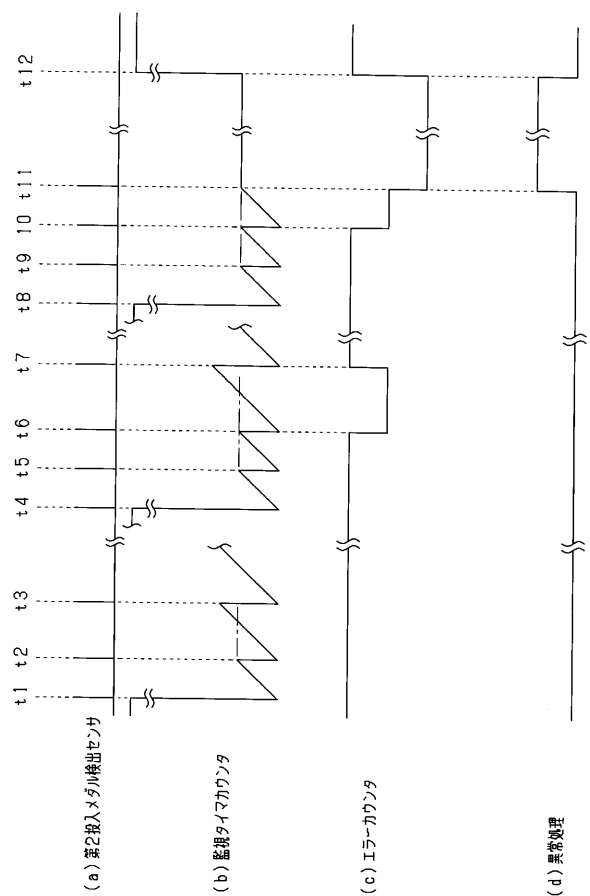 t1 t2 t3 t4 t5 t6 t7 t8 t9 10 t11 t12
(a) 第2投入メダル検出センサ
(b) 監視タイマカウンタ
(c) エラーカウンタ
(d) 異常処理